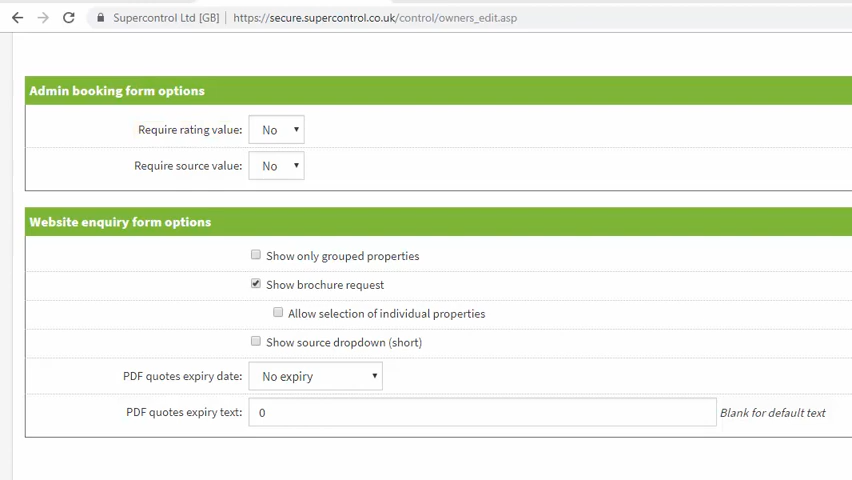 Supercontrol Ltd [GB] https://secure.supercontrol.co.uk/control/owners_edit.asp
Admin booking form options
Require rating value: No
Require source value: No
Website enquiry form options
Show only grouped properties
Show brochure request
Allow selection of individual properties
Show source dropdown (short)
PDF quotes expiry date: No expiry
PDF quotes expiry text: 0 Blank for default text